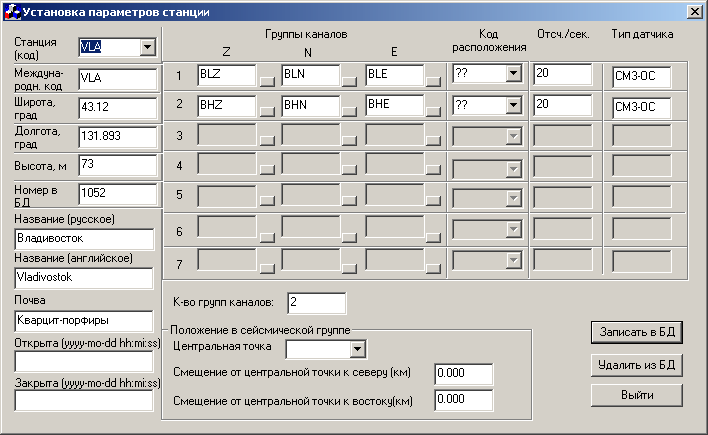 Установка параметров станции
Станция
(код)
VLA
Междуна-
родн. код
VLA
Широта,
град
43.12
Долгота,
град
131.893
Высота, м
73
Номер в
БД
1052
Название (русское)
Владивосток
Название (английское)
Vladivostok
Почва
Кварцит-порфиры
Открыта (yyyy-mo-dd hh:mi:ss)
Закрыта (yyyy-mo-dd hh:mi:ss)
Группы каналов
Z N E
Код
расположения
Отсч./сек.
Тип датчика
1 BLZ BLN BLE ?? 20 СМ3-ОС
2 BHZ BHN BHE ?? 20 СМ3-ОС
3
4
5
6
7
К-во групп каналов: 2
Положение в сейсмической группе
Центральная точка
Смещение от центральной точки к северу (км) 0.000
Смещение от центральной точки к востоку(км) 0.000
Записать в БД
Удалить из БД
Выйти